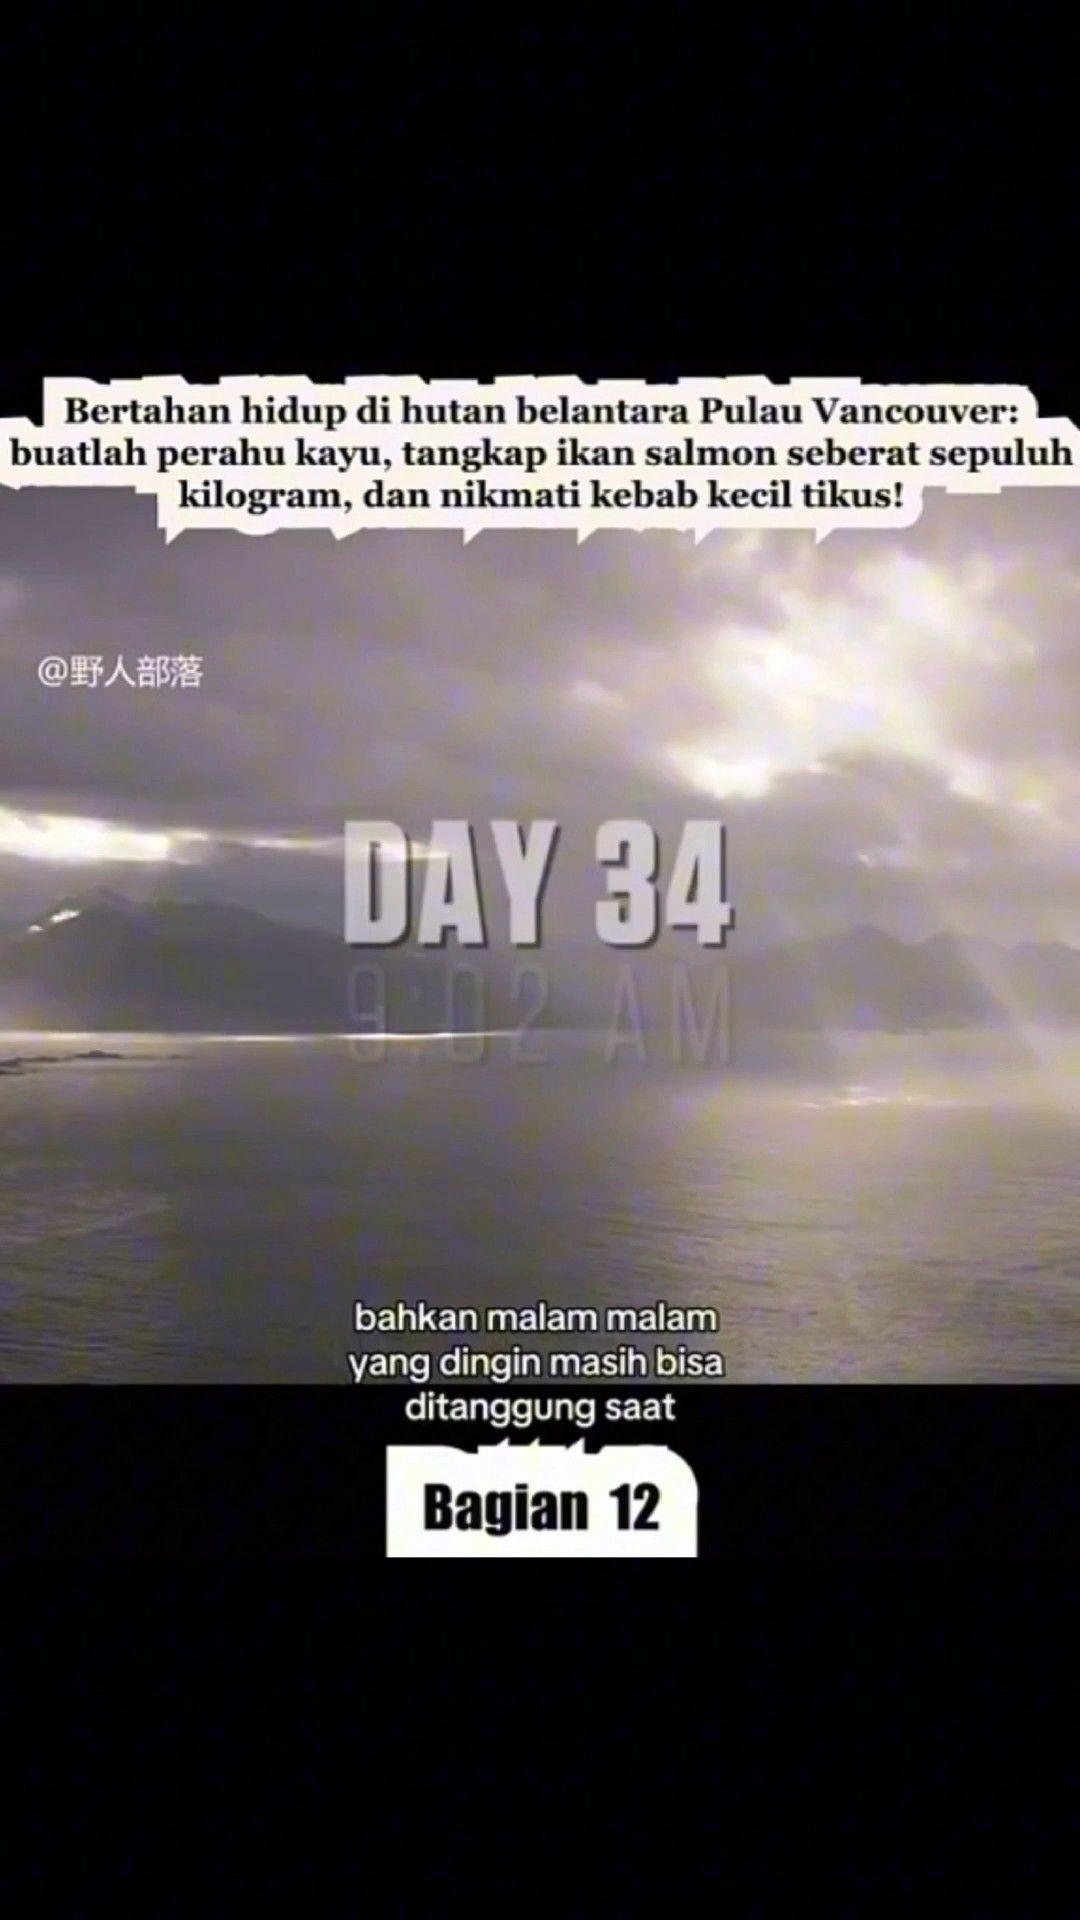 Bertahan hidup di hutan belantara Pulau Vancouver:
buatlah perahu kayu, tangkap ikan salmon seberat sepuluh
kilogram, dan nikmati kebab kecil tikus!
@野人部落
DAY 34
9:02 AM
bahkan malam malam
yang dingin masih bisa
ditanggung saat
Bagian 12